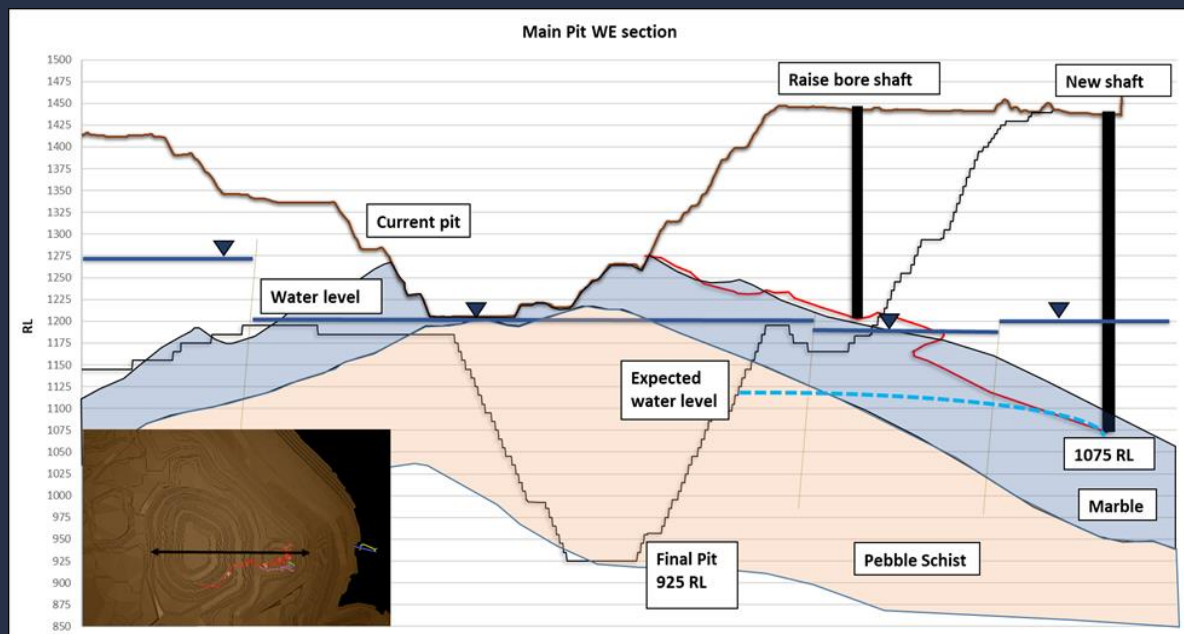 Main Pit WE section
1500
1475
1450
1425
1400
1375
1350
1325
1300
1275
1250
1225
1200
1175
1150
1125
1100
1075
1050
1025
1000
975
950
925
900
875
850
RL
Raise bore shaft
New shaft
Current pit
Water level
Expected
water level
1075 RL
Marble
Final Pit
925 RL
Pebble Schist